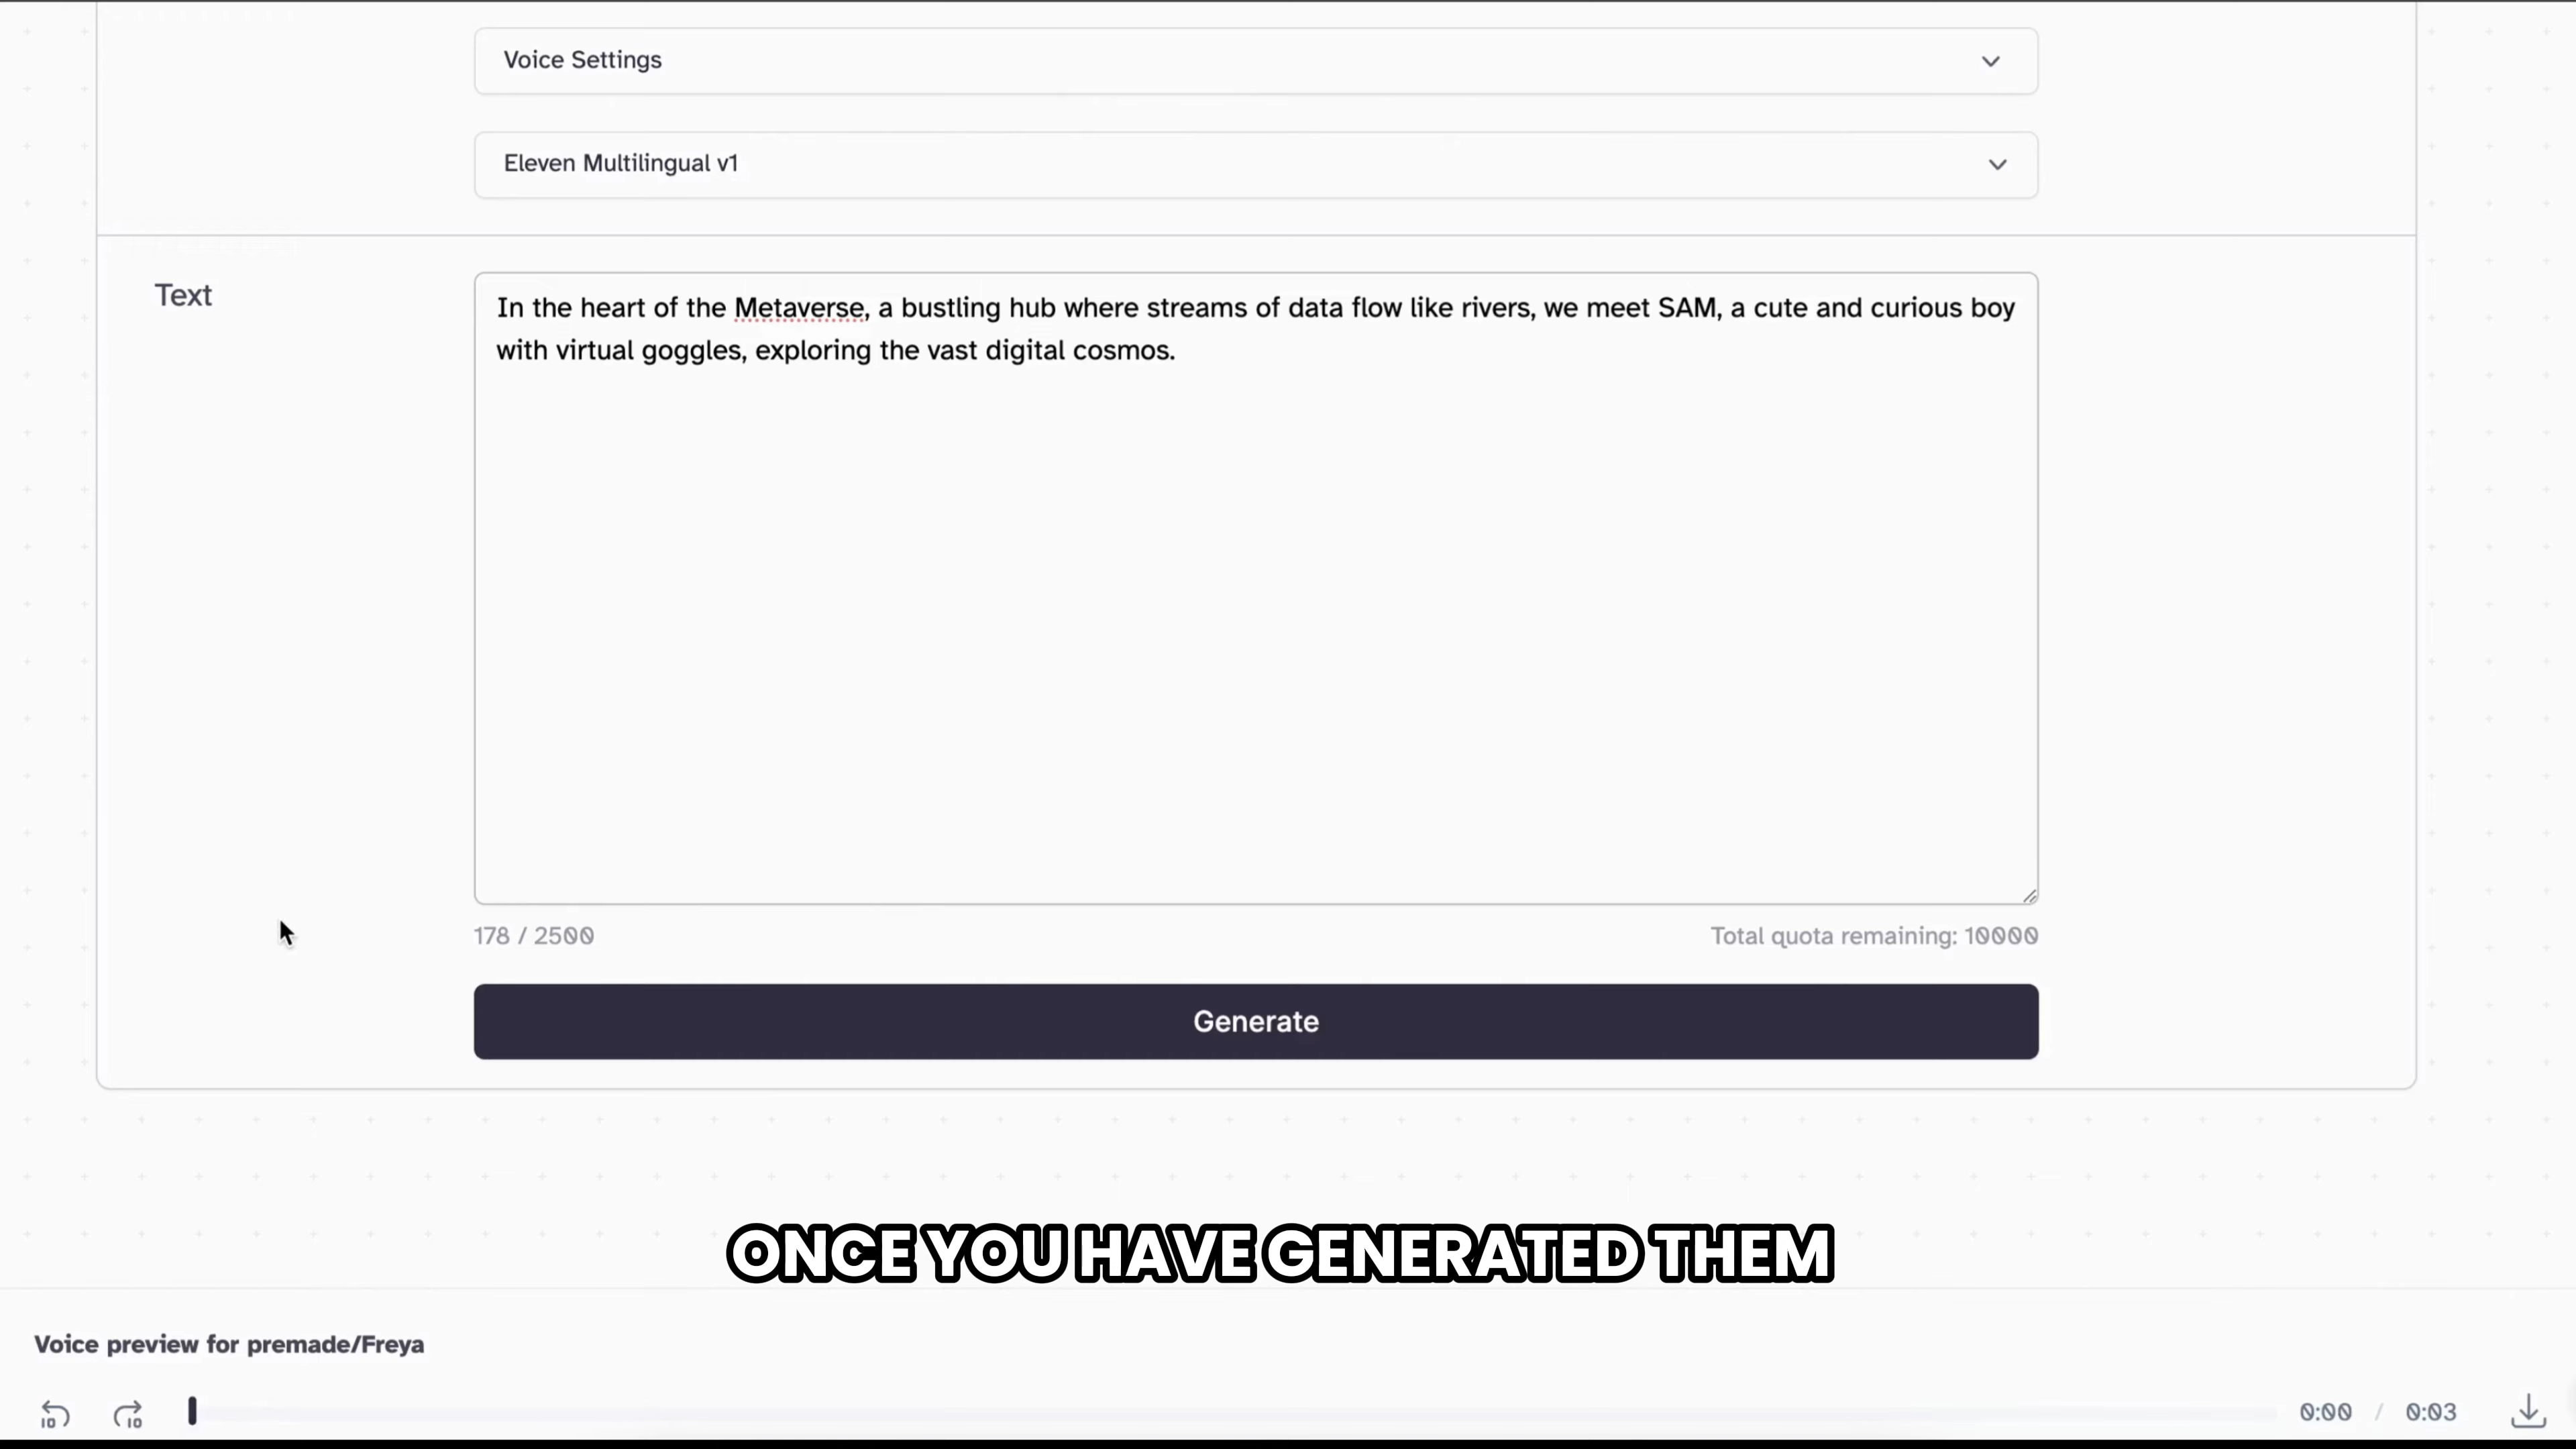 Voice Settings
Eleven Multilingual v1
Text
In the heart of the Metaverse, a bustling hub where streams of data flow like rivers, we meet SAM, a cute and curious boy
with virtual goggles, exploring the vast digital cosmos.
178 / 2500
Total quota remaining: 10000
Generate
ONCE YOU HAVE GENERATED THEM
Voice preview for premade/Freya
10
10
0:00 / 0:03